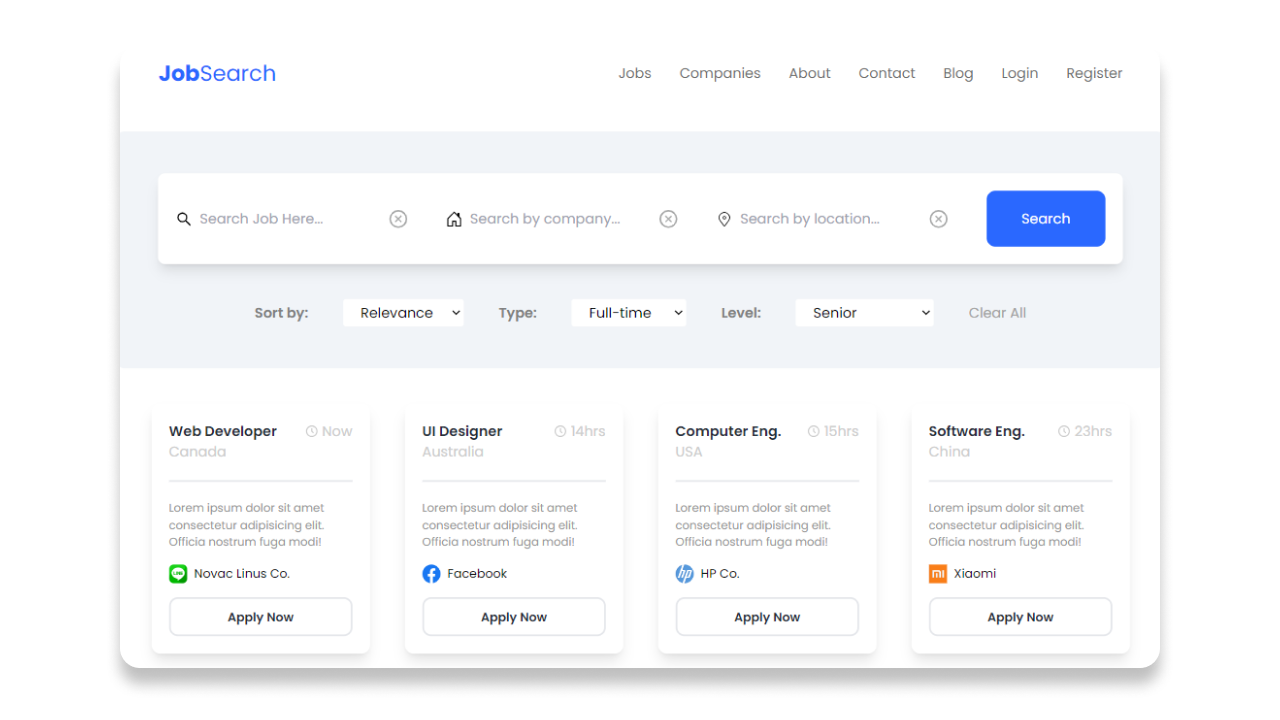 JobSearch
Jobs Companies About Contact Blog Login Register
Search Job Here... Search by company... Search by location... Search
Sort by: Relevance Type: Full-time Level: Senior Clear All
Web Developer Now
Canada
Lorem ipsum dolor sit amet
consectetur adipisicing elit.
Officia nostrum fuga modi!
LINE
Novac Linus Co.
Apply Now
UI Designer 14hrs
Australia
Lorem ipsum dolor sit amet
consectetur adipisicing elit.
Officia nostrum fuga modi!
Facebook
Apply Now
Computer Eng. 15hrs
USA
Lorem ipsum dolor sit amet
consectetur adipisicing elit.
Officia nostrum fuga modi!
hp HP Co.
Apply Now
Software Eng. 23hrs
China
Lorem ipsum dolor sit amet
consectetur adipisicing elit.
Officia nostrum fuga modi!
mi Xiaomi
Apply Now